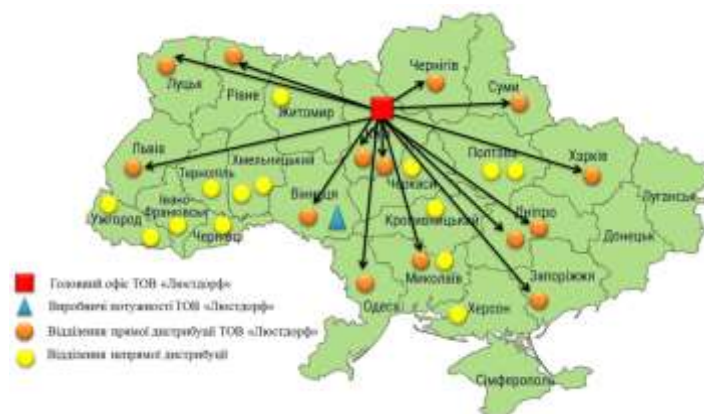 Чернігів
Луцьк
Рівне
Суми
Житомир
Львів
Полтава
Харків
Хмельницький
Тернопіль
Черкаси
Луганськ
Вінниця
Івано-
Франківськ
Ужгород
Кропивницький
Дніпро
Чернівці
Донецьк
Миколаїв
Запоріжжя
Одеса
Херсон
Сімферополь
Головний офіс ТОВ «Люстдорф»
Виробничі потужності ТОВ «Люстдорф»
Відділення прямої дистрибуції ТОВ «Люстдорф»
Відділення непрямої дистрибуції